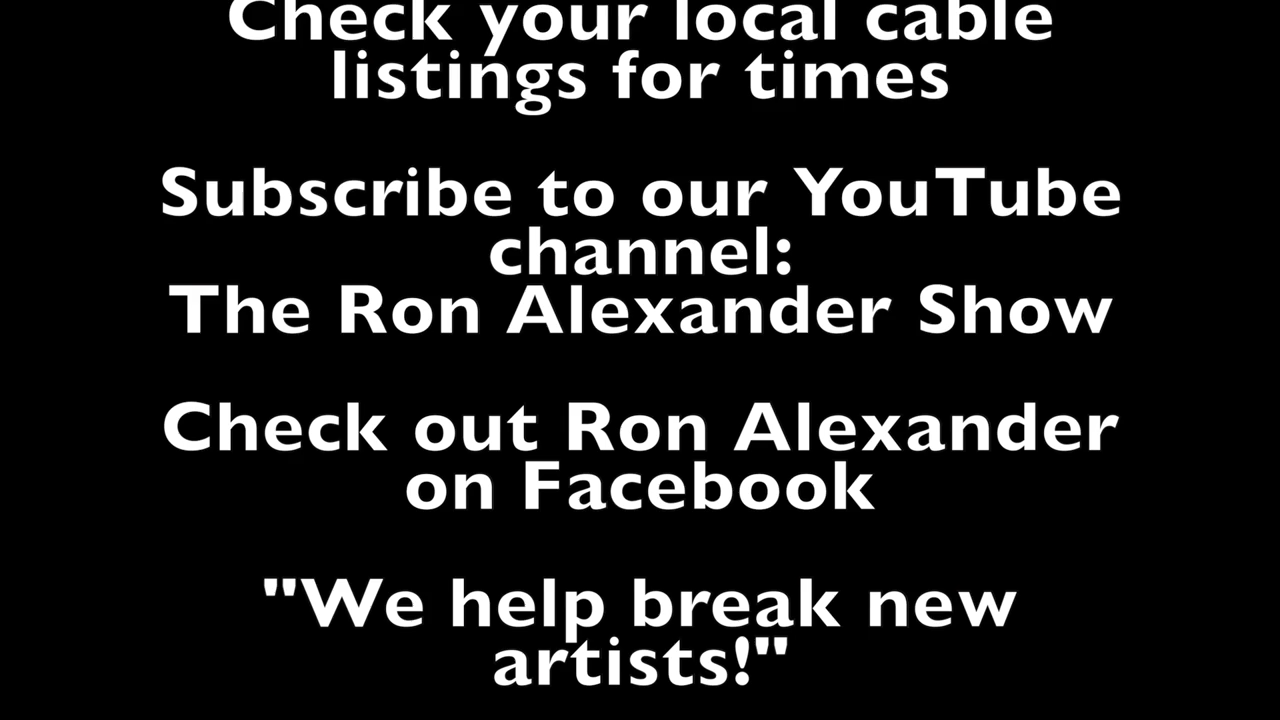 Check your local cable
listings for times
Subscribe to our YouTube
channel:
The Ron Alexander Show
Check out Ron Alexander
on Facebook
"We help break new
artists!"